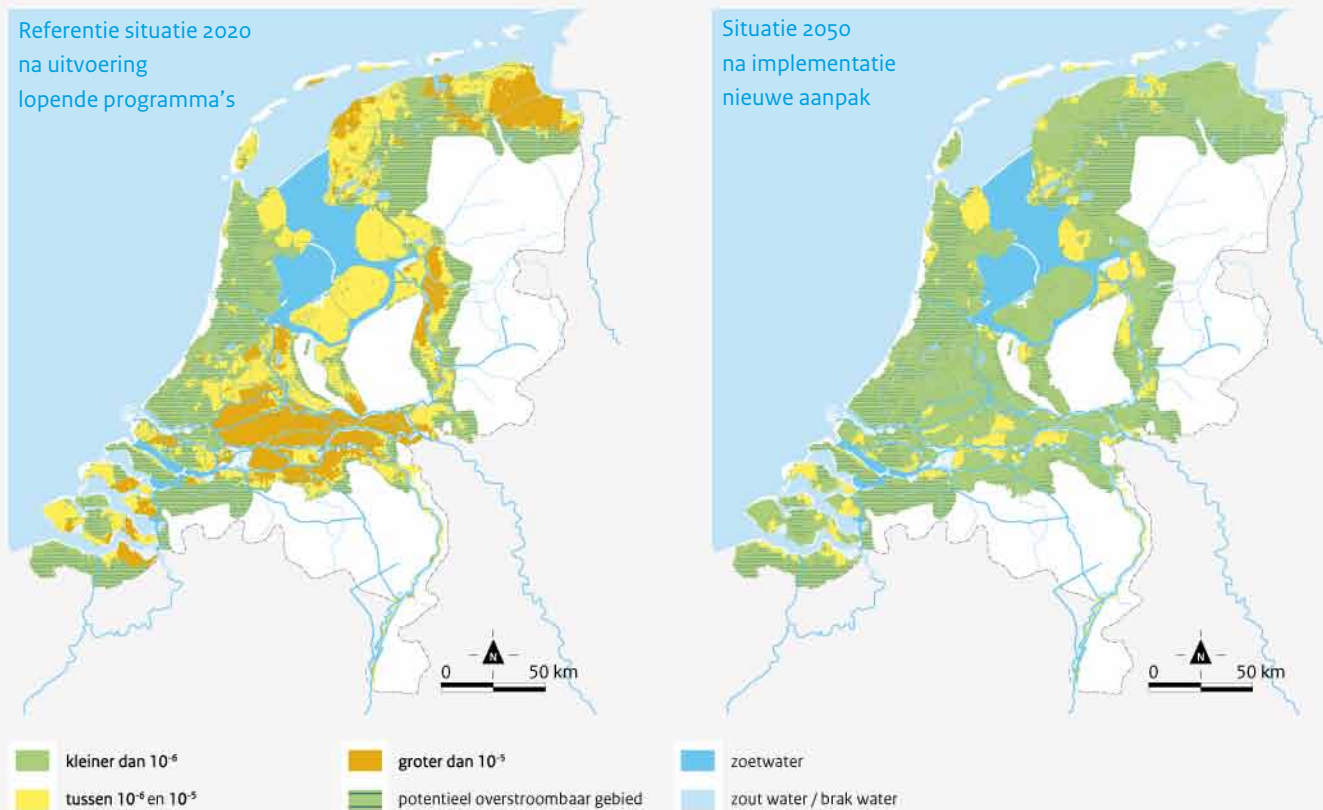 Referentie situatie 2020
na uitvoering
lopende programma's
Situatie 2050
na implementatie
nieuwe aanpak
N
0 50 km
N
0 50 km
kleiner dan 10⁻⁶
groter dan 10⁻⁵
zoetwater
tussen 10⁻⁶ en 10⁻⁵
potentieel overstroombaar gebied
zout water / brak water